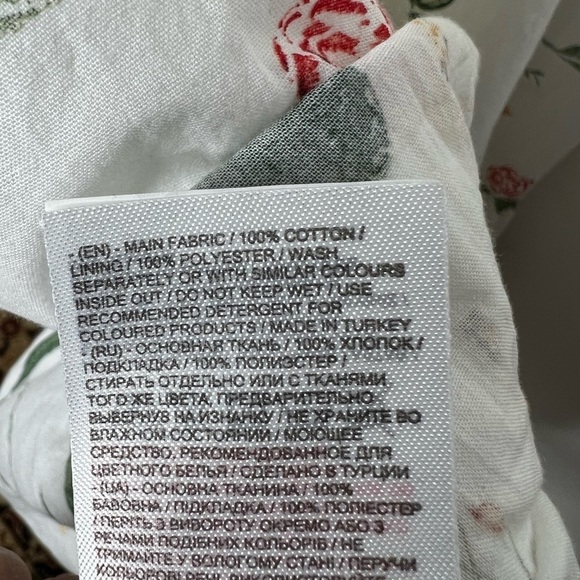 - (EN) - MAIN FABRIC / 100% COTTON /
LINING / 100% POLYESTER / WASH
SEPARATELY OR WITH SIMILAR COLOURS
INSIDE OUT / DO NOT KEEP WET / USE
RECOMMENDED DETERGENT FOR
COLOURED PRODUCTS / MADE IN TURKEY
- (RU) - ОСНОВНАЯ ТКАНЬ / 100% ХЛОПОК /
ПОДКЛАДКА / 100% ПОЛИЭСТЕР /
СТИРАТЬ ОТДЕЛЬНО ИЛИ С ТКАНЯМИ
ТОГО ЖЕ ЦВЕТА, ПРЕДВАРИТЕЛЬНО
ВЫВЕРНУВ НА ИЗНАНКУ / НЕ ХРАНИТЕ ВО
ВЛАЖНОМ СОСТОЯНИИ / МОЮЩЕЕ
СРЕДСТВО, РЕКОМЕНДОВАННОЕ ДЛЯ
ЦВЕТНОГО БЕЛЬЯ / СДЕЛАНО В ТУРЦИИ
- (UA) - ОСНОВНА ТКАНИНА / 100%
БАВОВНА / ПІДКЛАДКА / 100% ПОЛІЕСТЕР
/ ПЕРІТЬ З ВИВОРОТУ ОКРЕМО АБО З
РЕЧАМИ ПОДІБНИХ КОЛЬОРІВ / НЕ
ТРИМАЙТЕ У ВОЛОГОМУ СТАНІ / ПЕРУЧИ
КОЛЬОРОВІ РЕЧІ